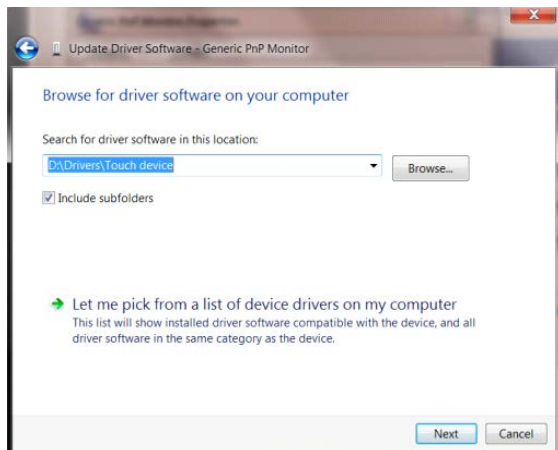 Update Driver Software - Generic PnP Monitor
Browse for driver software on your computer
Search for driver software in this location:
D:\Drivers\Touch device
Browse...
Include subfolders
Let me pick from a list of device drivers on my computer
This list will show installed driver software compatible with the device, and all
driver software in the same category as the device.
Next
Cancel